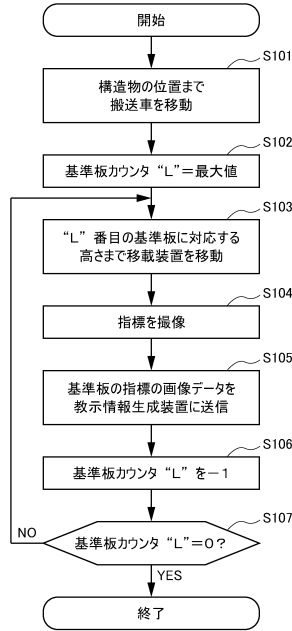 開始
S101
構造物の位置まで
搬送車を移動
S102
基準板カウンタ “L”=最大値
S103
“L” 番目の基準板に対応する
高さまで移載装置を移動
S104
指標を撮像
S105
基準板の指標の画像データを
教示情報生成装置に送信
S106
基準板カウンタ “L” を-1
S107
基準板カウンタ “L”=0?
NO
YES
終了